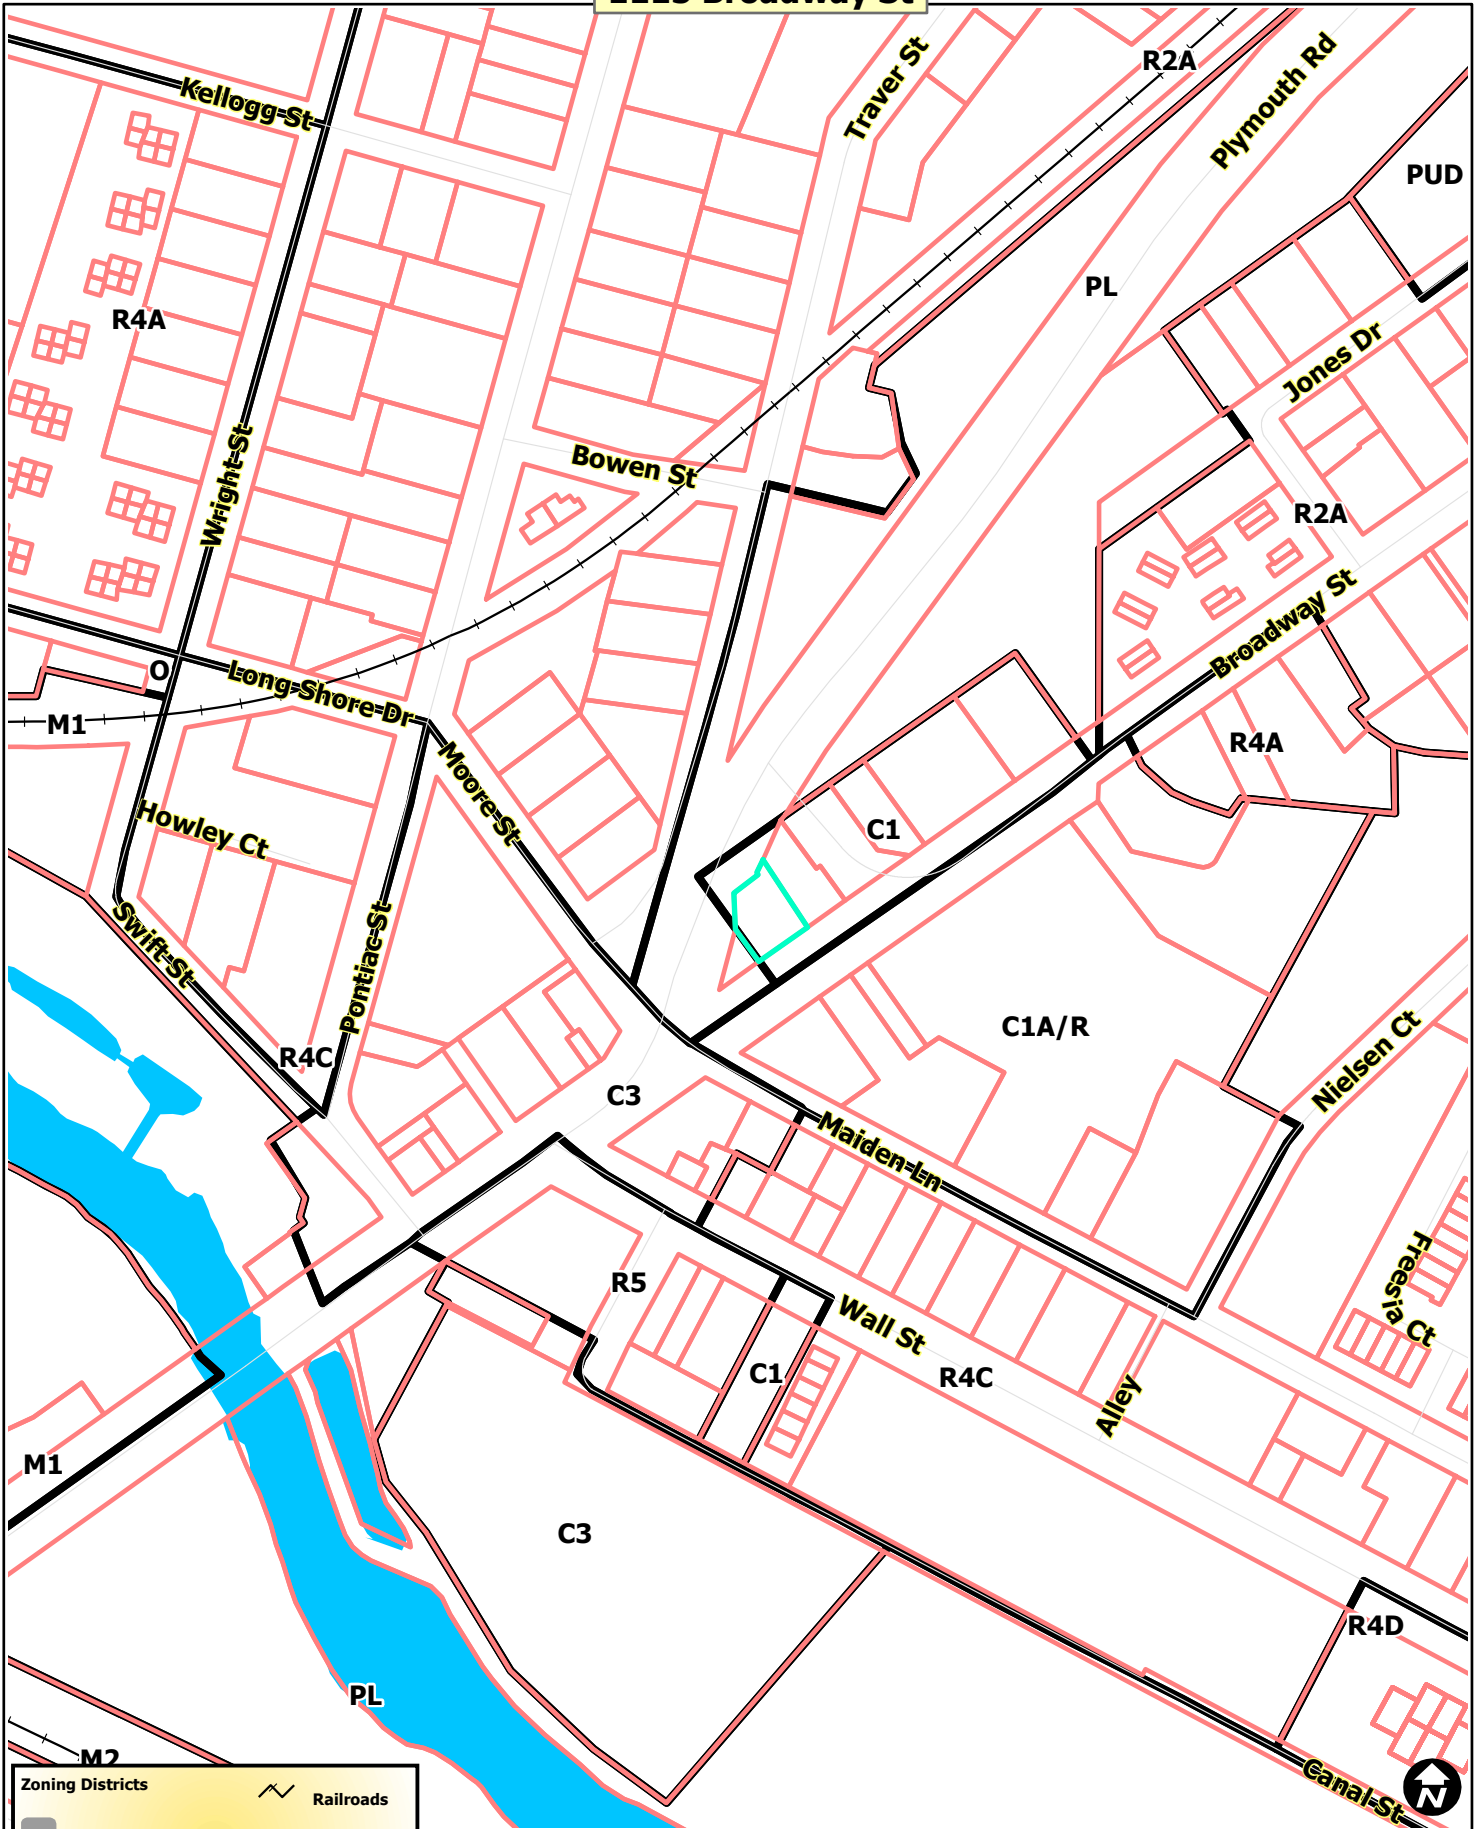 Broadway St
Kellogg St
Traver St
R2A
Plymouth Rd
PUD
PL
R4A
Jones Dr
Wright St
Bowen St
R2A
Broadway St
O
Long Shore Dr
M1
R4A
Moore St
Howley Ct
C1
Swift St
Pontiac St
C1A/R
R4C
C3
Nielsen Ct
Maiden Ln
Freesia Ct
R5
Wall St
C1
R4C
Alley
M1
C3
R4D
PL
M2
Canal St
N
Zoning Districts
Railroads